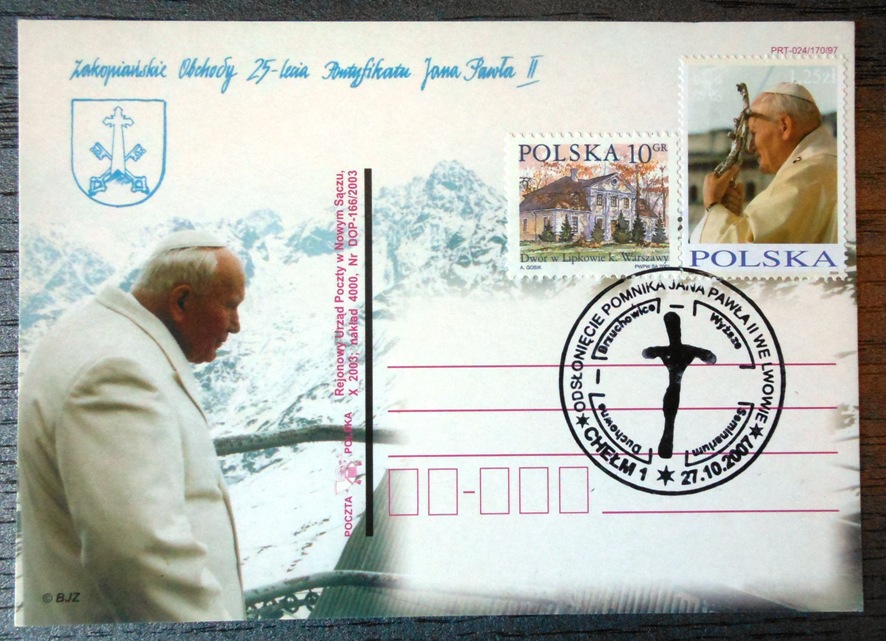 PRT-024/170/97
Zakopiańskie Obchody 25-lecia Pontyfikatu Jana Pawła II
1,25zł
POLSKA 10 GR
Dwór w Lipkowie k. Warszawy
A. GOSIK
POLSKA
Rejonowy Urząd Poczty w Nowym Sączu,
X 2003; nakład 4000, Nr DOP-166/2003
POCZTA POLSKA
ODSŁONIĘCIE POMNIKA JANA PAWŁA II WE LWOWIE
Brzuchowice
Wyższe
Seminarium
Duchowne
CHEŁM 1
27.10.2007
© BJZ